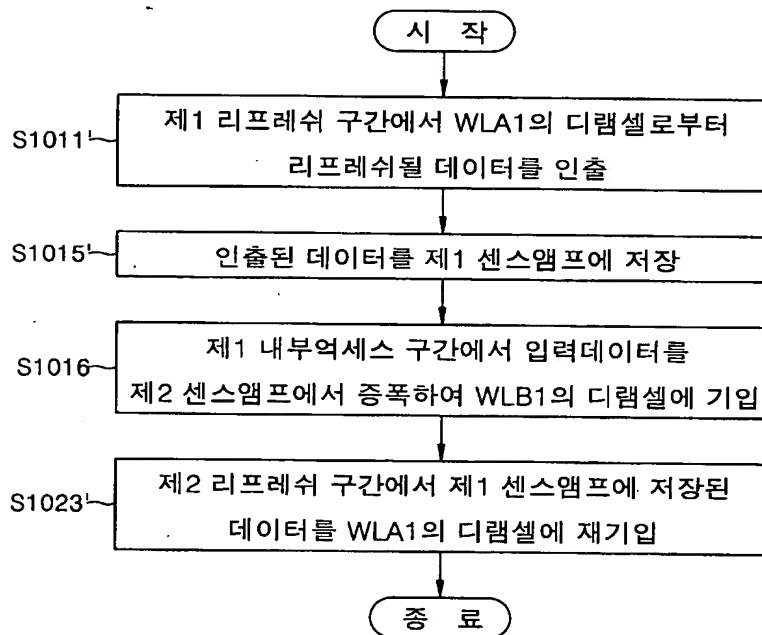 시 작
S1011'
제1 리프레쉬 구간에서 WLA1의 디램셀로부터
리프레쉬될 데이터를 인출
S1015'
인출된 데이터를 제1 센스앰프에 저장
S1016
제1 내부억세스 구간에서 입력데이터를
제2 센스앰프에서 증폭하여 WLB1의 디램셀에 기입
S1023'
제2 리프레쉬 구간에서 제1 센스앰프에 저장된
데이터를 WLA1의 디램셀에 재기입
종 료